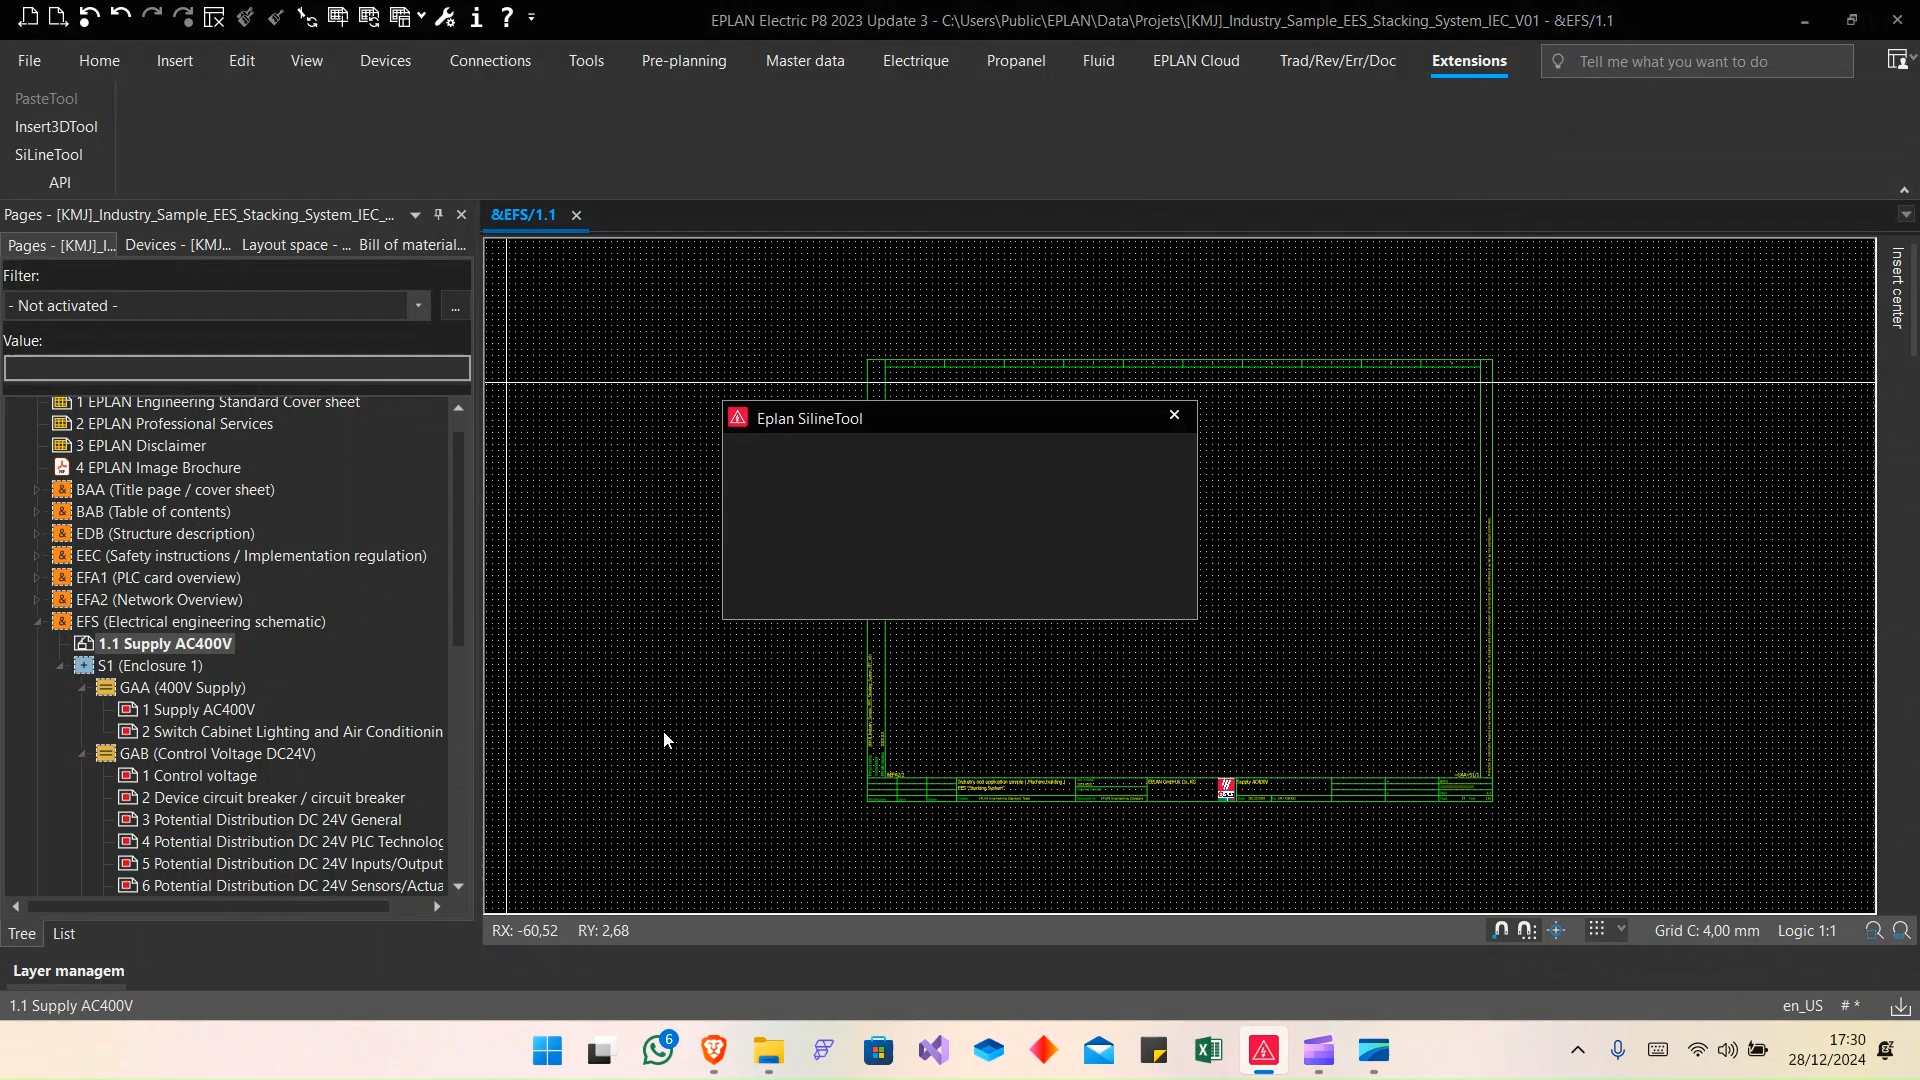 EPLAN Electric P8 2023 Update 3 - C:\Users\Public\EPLAN\Data\Projets\[KMJ]_Industry_Sample_EES_Stacking_System_IEC_V01 - &EFS/1.1
File
Home
Insert
Edit
View
Devices
Connections
Tools
Pre-planning
Master data
Electrique
Propanel
Fluid
EPLAN Cloud
Trad/Rev/Err/Doc
Extensions
Tell me what you want to do
PasteTool
Insert3DTool
SiLineTool
API
Pages - [KMJ]_Industry_Sample_EES_Stacking_System_IEC_...
&EFS/1.1
Pages - [KMJ]_I...
Devices - [KMJ...
Layout space - ...
Bill of material...
Filter:
- Not activated -
...
Value:
1 EPLAN Engineering Standard Cover sheet
2 EPLAN Professional Services
3 EPLAN Disclaimer
4 EPLAN Image Brochure
BAA (Title page / cover sheet)
BAB (Table of contents)
EDB (Structure description)
EEC (Safety instructions / Implementation regulation)
EFA1 (PLC card overview)
EFA2 (Network Overview)
EFS (Electrical engineering schematic)
1.1 Supply AC400V
S1 (Enclosure 1)
GAA (400V Supply)
1 Supply AC400V
2 Switch Cabinet Lighting and Air Conditionin
GAB (Control Voltage DC24V)
1 Control voltage
2 Device circuit breaker / circuit breaker
3 Potential Distribution DC 24V General
4 Potential Distribution DC 24V PLC Technolog
5 Potential Distribution DC 24V Inputs/Output
6 Potential Distribution DC 24V Sensors/Actua
Tree
List
Eplan SilineTool
Insert center
RX: -60,52
RY: 2,68
Grid C: 4,00 mm
Logic 1:1
Layer managem
1.1 Supply AC400V
en_US
# *
6
17:30
28/12/2024